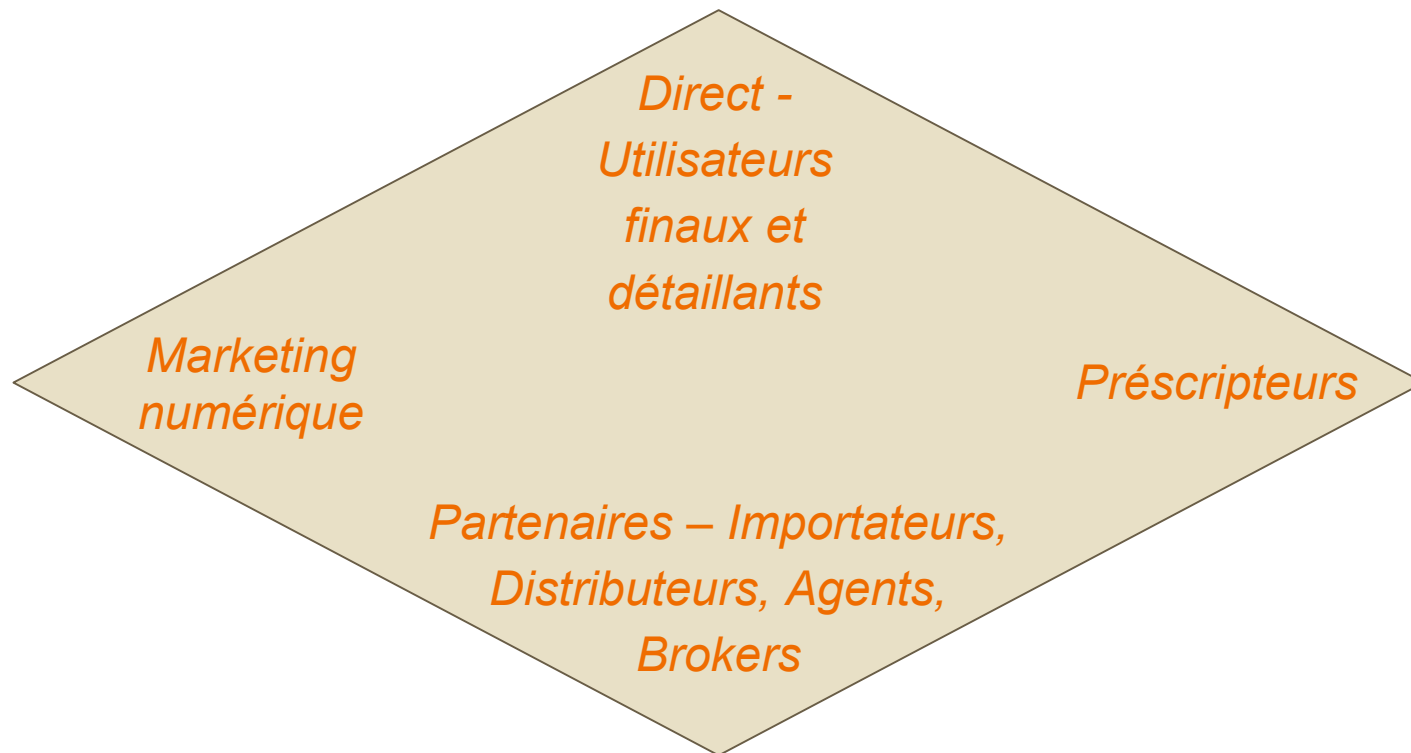 Direct -
Utilisateurs
finaux et
détaillants
Marketing
numérique
Préscripteurs
Partenaires – Importateurs,
Distributeurs, Agents,
Brokers